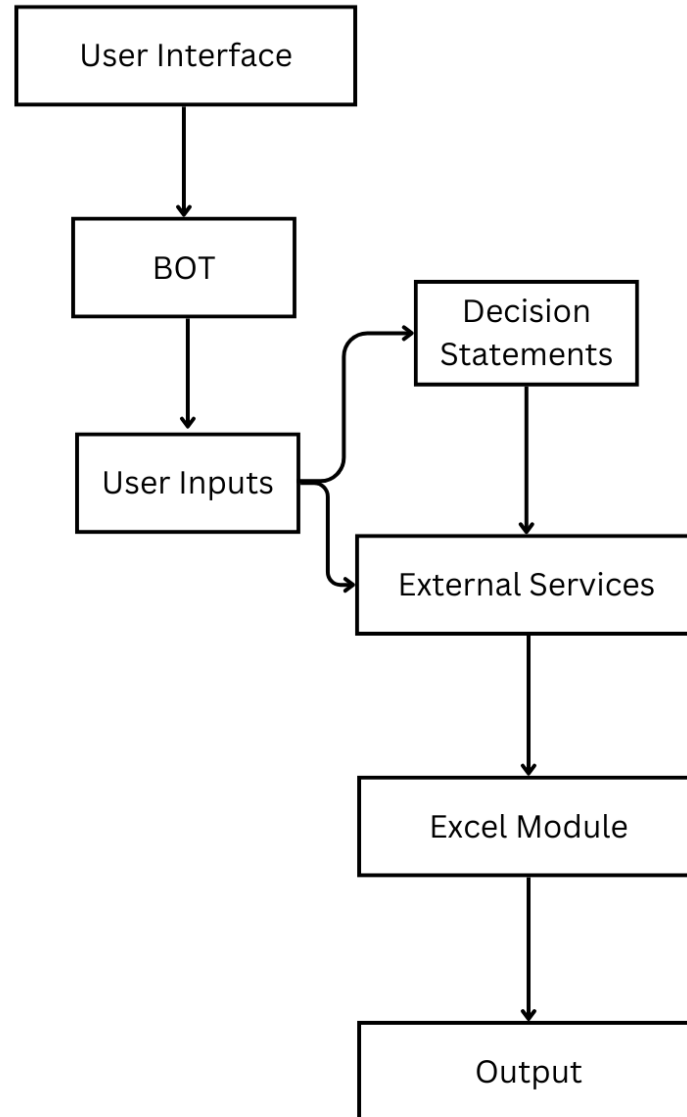 User Interface
BOT
Decision
Statements
User Inputs
External Services
Excel Module
Output